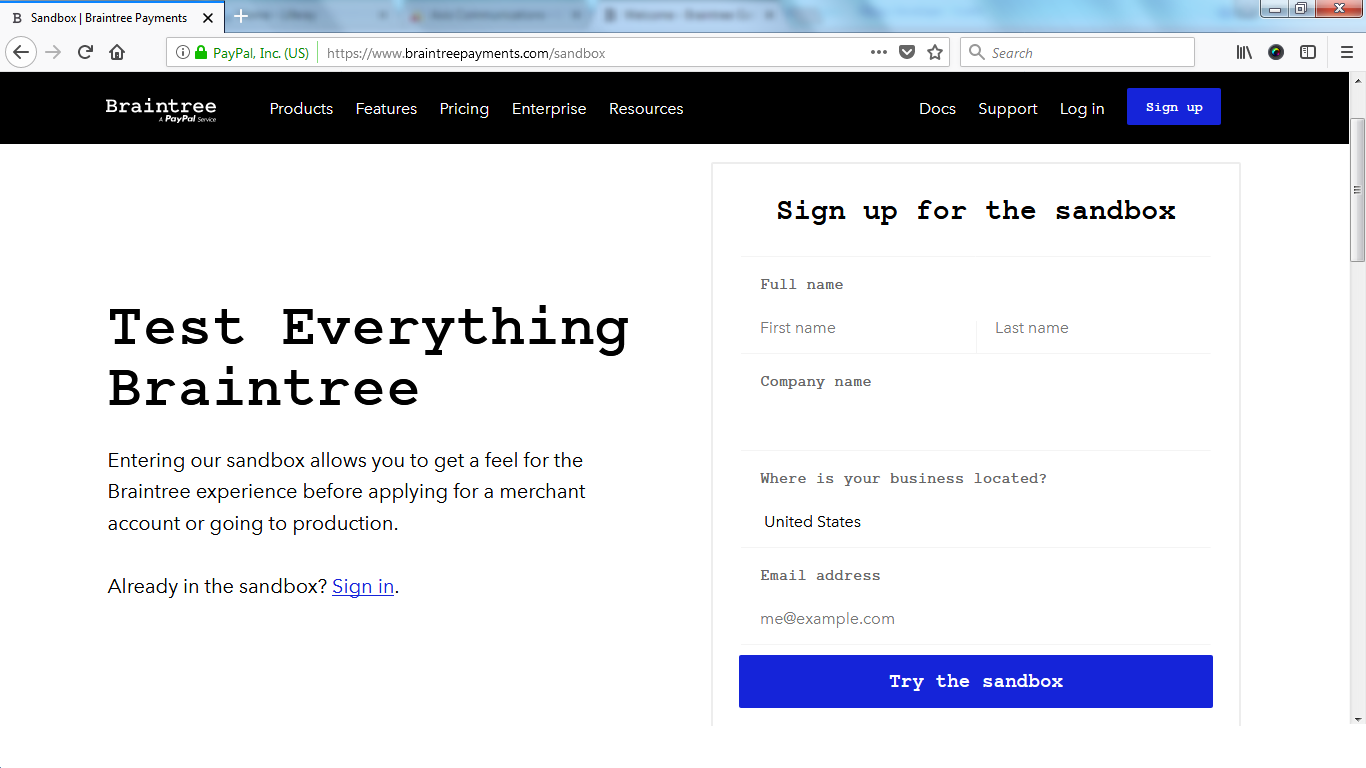 Sandbox | Braintree Payments
PayPal, Inc. (US)
https://www.braintreepayments.com/sandbox
Search
Braintree
A PayPal Service
Products
Features
Pricing
Enterprise
Resources
Docs
Support
Log in
Sign up
Test Everything
Braintree
Entering our sandbox allows you to get a feel for the
Braintree experience before applying for a merchant
account or going to production.
Already in the sandbox? Sign in.
Sign up for the sandbox
Full name
First name
Last name
Company name
Where is your business located?
United States
Email address
me@example.com
Try the sandbox